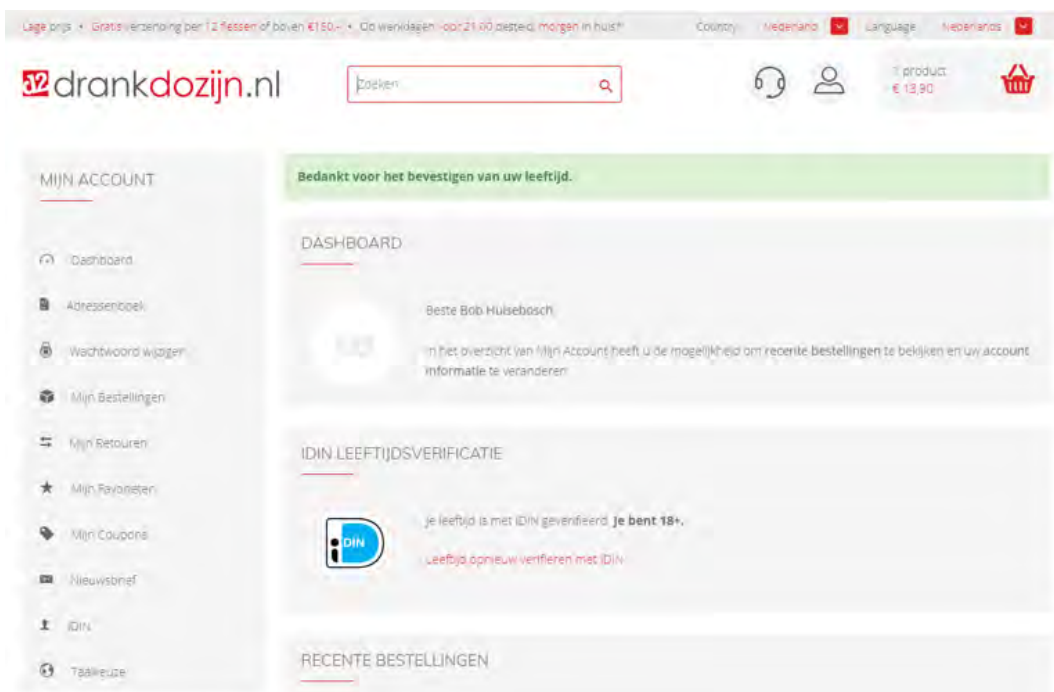 Lage prijs • Gratis verzending per 12 flessen of boven €150,- • Op werkdagen voor 21:00 besteld, morgen in huis!*
Country Nederland Language Nederlands
d12 drankdozijn.nl
Zoeken
1 product
€ 13,90
MIJN ACCOUNT
Dashboard
Adressenboek
Wachtwoord wijzigen
Mijn Bestellingen
Mijn Retouren
Mijn Favorieten
Mijn Coupons
Nieuwsbrief
iDIN
Taalkeuze
Bedankt voor het bevestigen van uw leeftijd.
DASHBOARD
Beste Bob Hulsebosch
In het overzicht van Mijn Account heeft u de mogelijkheid om recente bestellingen te bekijken en uw account
informatie te veranderen
IDIN LEEFTIJDSVERIFICATIE
iDIN
Je leeftijd is met iDIN geverifieerd. Je bent 18+.
Leeftijd opnieuw verifieren met iDIN
RECENTE BESTELLINGEN